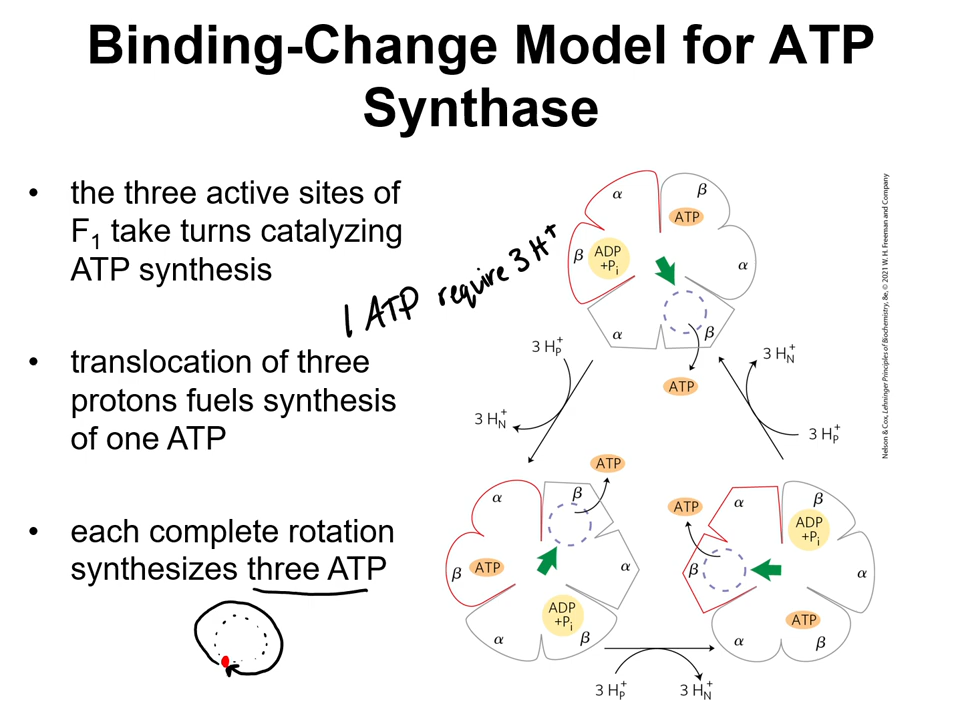 Binding-Change Model for ATP
Synthase
• the three active sites of
F₁ take turns catalyzing
ATP synthesis
1 ATP require 3 H⁺
• translocation of three
protons fuels synthesis
of one ATP
• each complete rotation
synthesizes three ATP
α
β
ATP
β
ADP
+Pᵢ
α
α
β
ATP
3 H⁺P
3 H⁺N
3 H⁺N
3 H⁺P
ATP
α
β
β
ATP
α
ADP
+Pᵢ
α
β
ATP
α
β
ADP
+Pᵢ
β
α
ATP
α
β
3 H⁺P
3 H⁺N
Nelson & Cox, Lehninger Principles of Biochemistry, 8e, © 2021 W. H. Freeman and Company